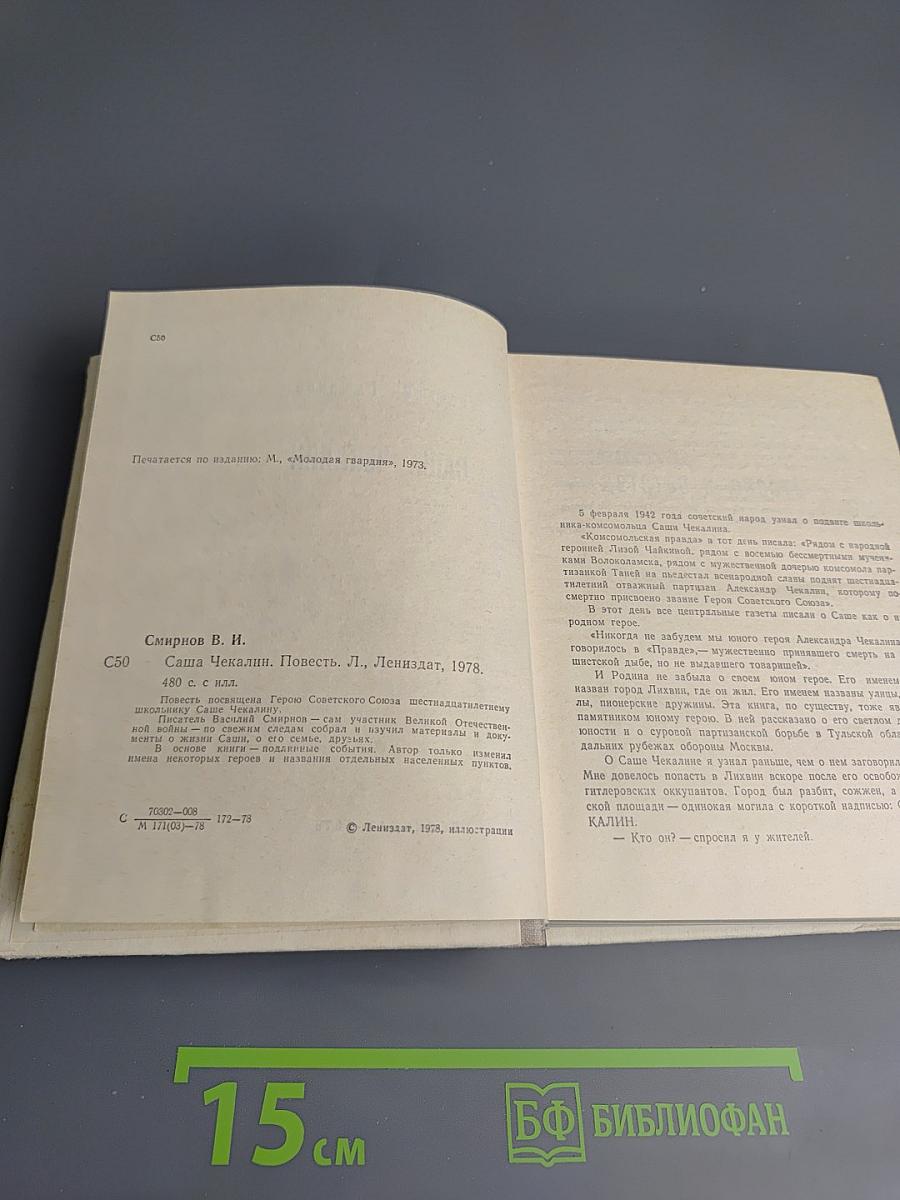 С50
Печатается по изданию: М., «Молодая гвардия», 1973.
Смирнов В. И.
С50 Саша Чекалин. Повесть. Л., Лениздат, 1978.
480 с. с илл.
Повесть посвящена Герою Советского Союза шестнадцатилетнему
школьнику Саше Чекалину.
Писатель Василий Смирнов — сам участник Великой Отечествен-
ной войны — по свежим следам собрал и изучил материалы и доку-
менты о жизни Саши, о его семье, друзьях.
В основе книги — подлинные события. Автор только изменил
имена некоторых героев и названия отдельных населенных пунктов.
С 70302—008
М 171(03)—78 172—78
© Лениздат, 1978, иллюстрации
5 февраля 1942 года советский народ узнал о подвиге школь-
ника-комсомольца Саши Чекалина.
«Комсомольская правда» в тот день писала: «Рядом с народной
героиней Лизой Чайкиной, рядом с восемью бессмертными мучени-
ками Волоколамска, рядом с мужественной дочерью комсомола пар-
тизанкой Таней на пьедестал всенародной славы поднят шестнадца-
тилетний отважный партизан Александр Чекалин, которому по-
смертно присвоено звание Героя Советского Союза».
В этот день все центральные газеты писали о Саше как о
родном герое.
«Никогда не забудем мы юного героя Александра Чекалина
говорилось в «Правде»,— мужественно принявшего смерть на
шистской дыбе, но не выдавшего товарищей».
И Родина не забыла о своем юном герое. Его именем
назван город Лихвин, где он жил. Его именем названы улицы,
лы, пионерские дружины. Эта книга, по существу, тоже яв
памятником юному герою. В ней рассказано о его светлом д
юности и о суровой партизанской борьбе в Тульской обла
дальних рубежах обороны Москвы.
О Саше Чекалине я узнал раньше, чем о нем заговорил
Мне довелось попасть в Лихвин вскоре после его освобож
гитлеровских оккупантов. Город был разбит, сожжен, а
ской площади — одинокая могила с короткой надписью:
КАЛИН.
— Кто он? — спросил я у жителей.
15 см
БФ БИБЛИОФАН